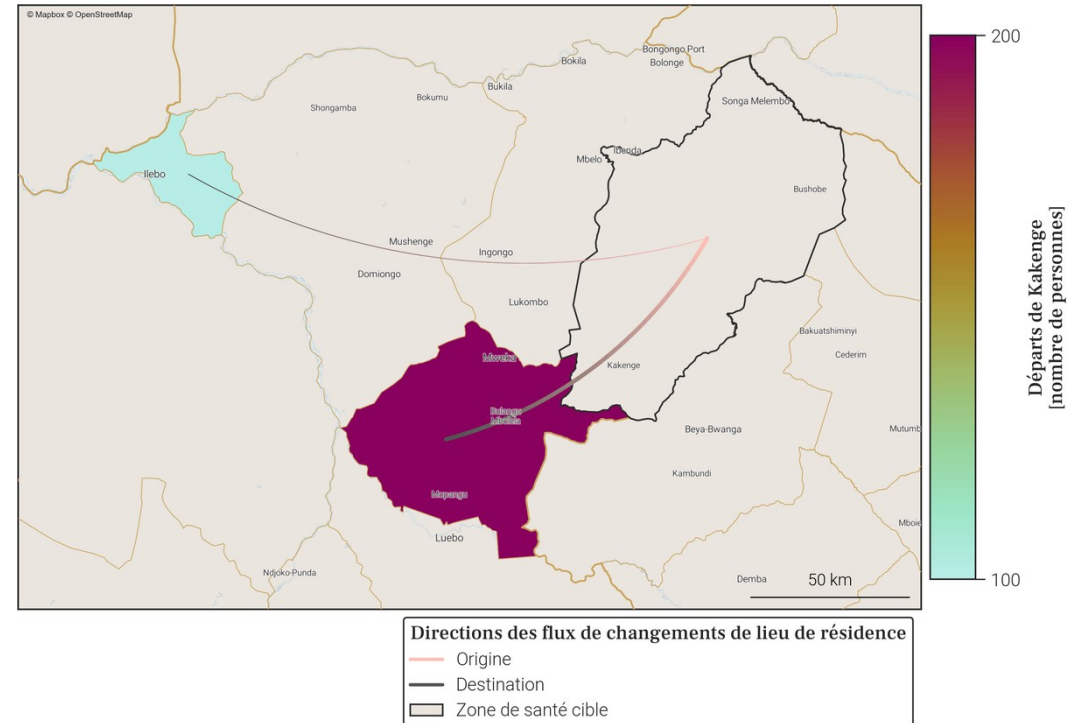 © Mapbox © OpenStreetMap
200
Bongongo Port
Bokila
Bolonge
Bukila
Bokumu
Songa Melembo
Shongamba
Ibenda
Mbelo
Ilebo
Bushobe
Mushenge
Ingongo
Domiongo
Lukombo
Départs de Kakenge
[nombre de personnes]
Bakuatshiminyi
Mweka
Cederim
Kakenge
Beya-Bwanga
Mutumb
Kambundi
Mapangu
Mboie
Luebo
Ndjoko-Punda
Demba
50 km
100
Directions des flux de changements de lieu de résidence
Origine
Destination
Zone de santé cible